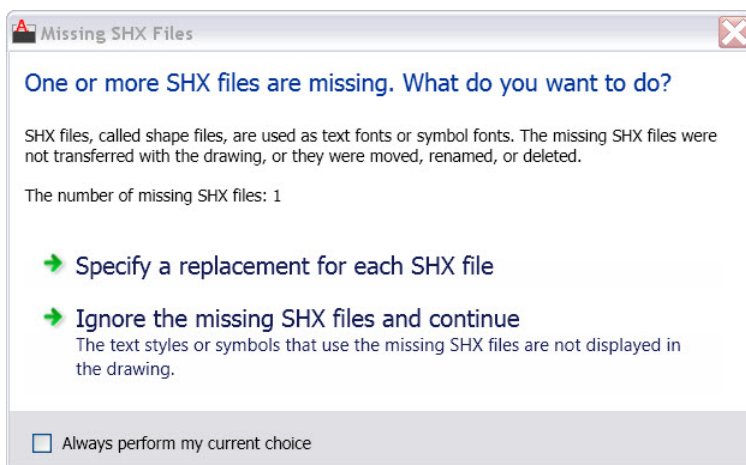 A
Missing SHX Files
One or more SHX files are missing. What do you want to do?
SHX files, called shape files, are used as text fonts or symbol fonts. The missing SHX files were
not transferred with the drawing, or they were moved, renamed, or deleted.
The number of missing SHX files: 1
Specify a replacement for each SHX file
Ignore the missing SHX files and continue
The text styles or symbols that use the missing SHX files are not displayed in
the drawing.
Always perform my current choice